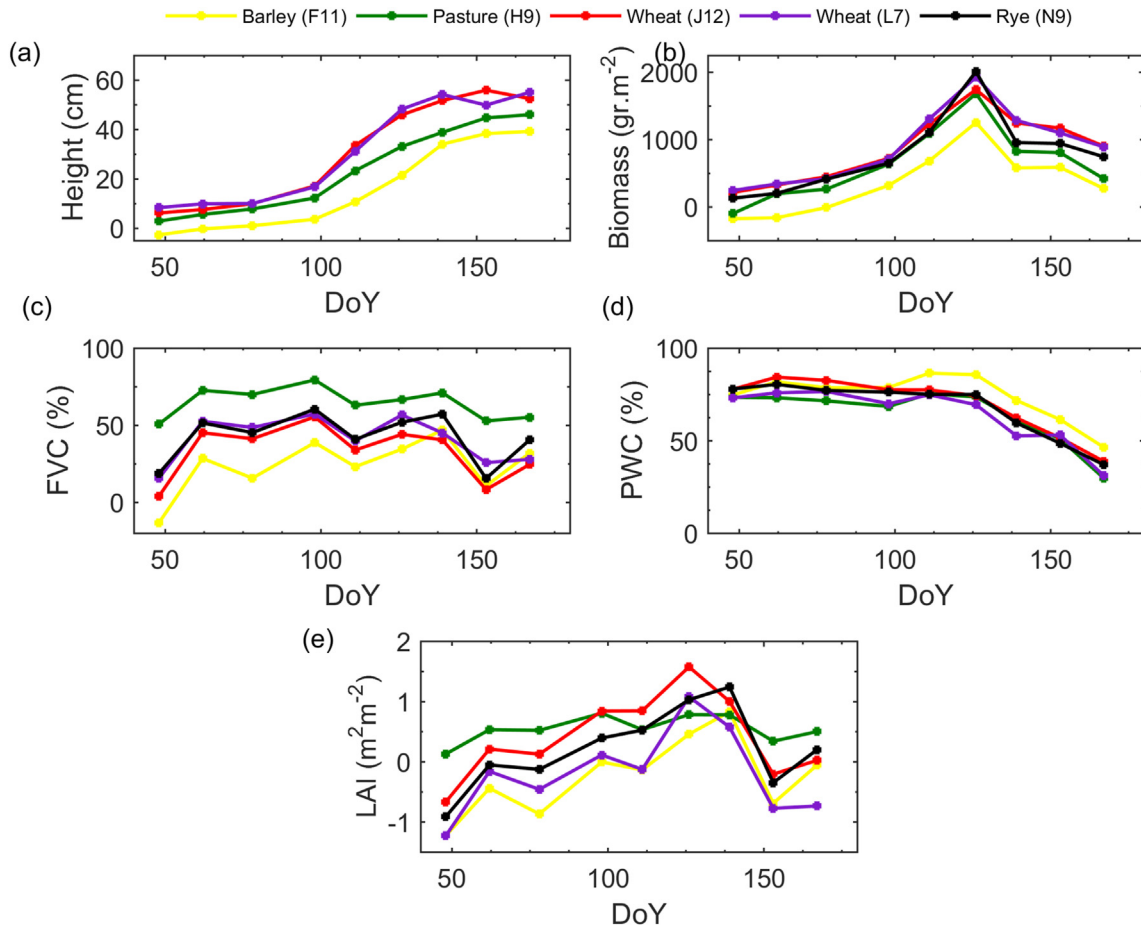 Barley (F11) Pasture (H9) Wheat (J12) Wheat (L7) Rye (N9)
(a)
Height (cm)
60
40
20
0
50 100 150
DoY
(b)
Biomass (gr.m-2)
2000
1000
0
50 100 150
DoY
(c)
FVC (%)
100
50
0
50 100 150
DoY
(d)
PWC (%)
100
50
0
50 100 150
DoY
(e)
LAI (m²m-2)
2
1
0
-1
50 100 150
DoY